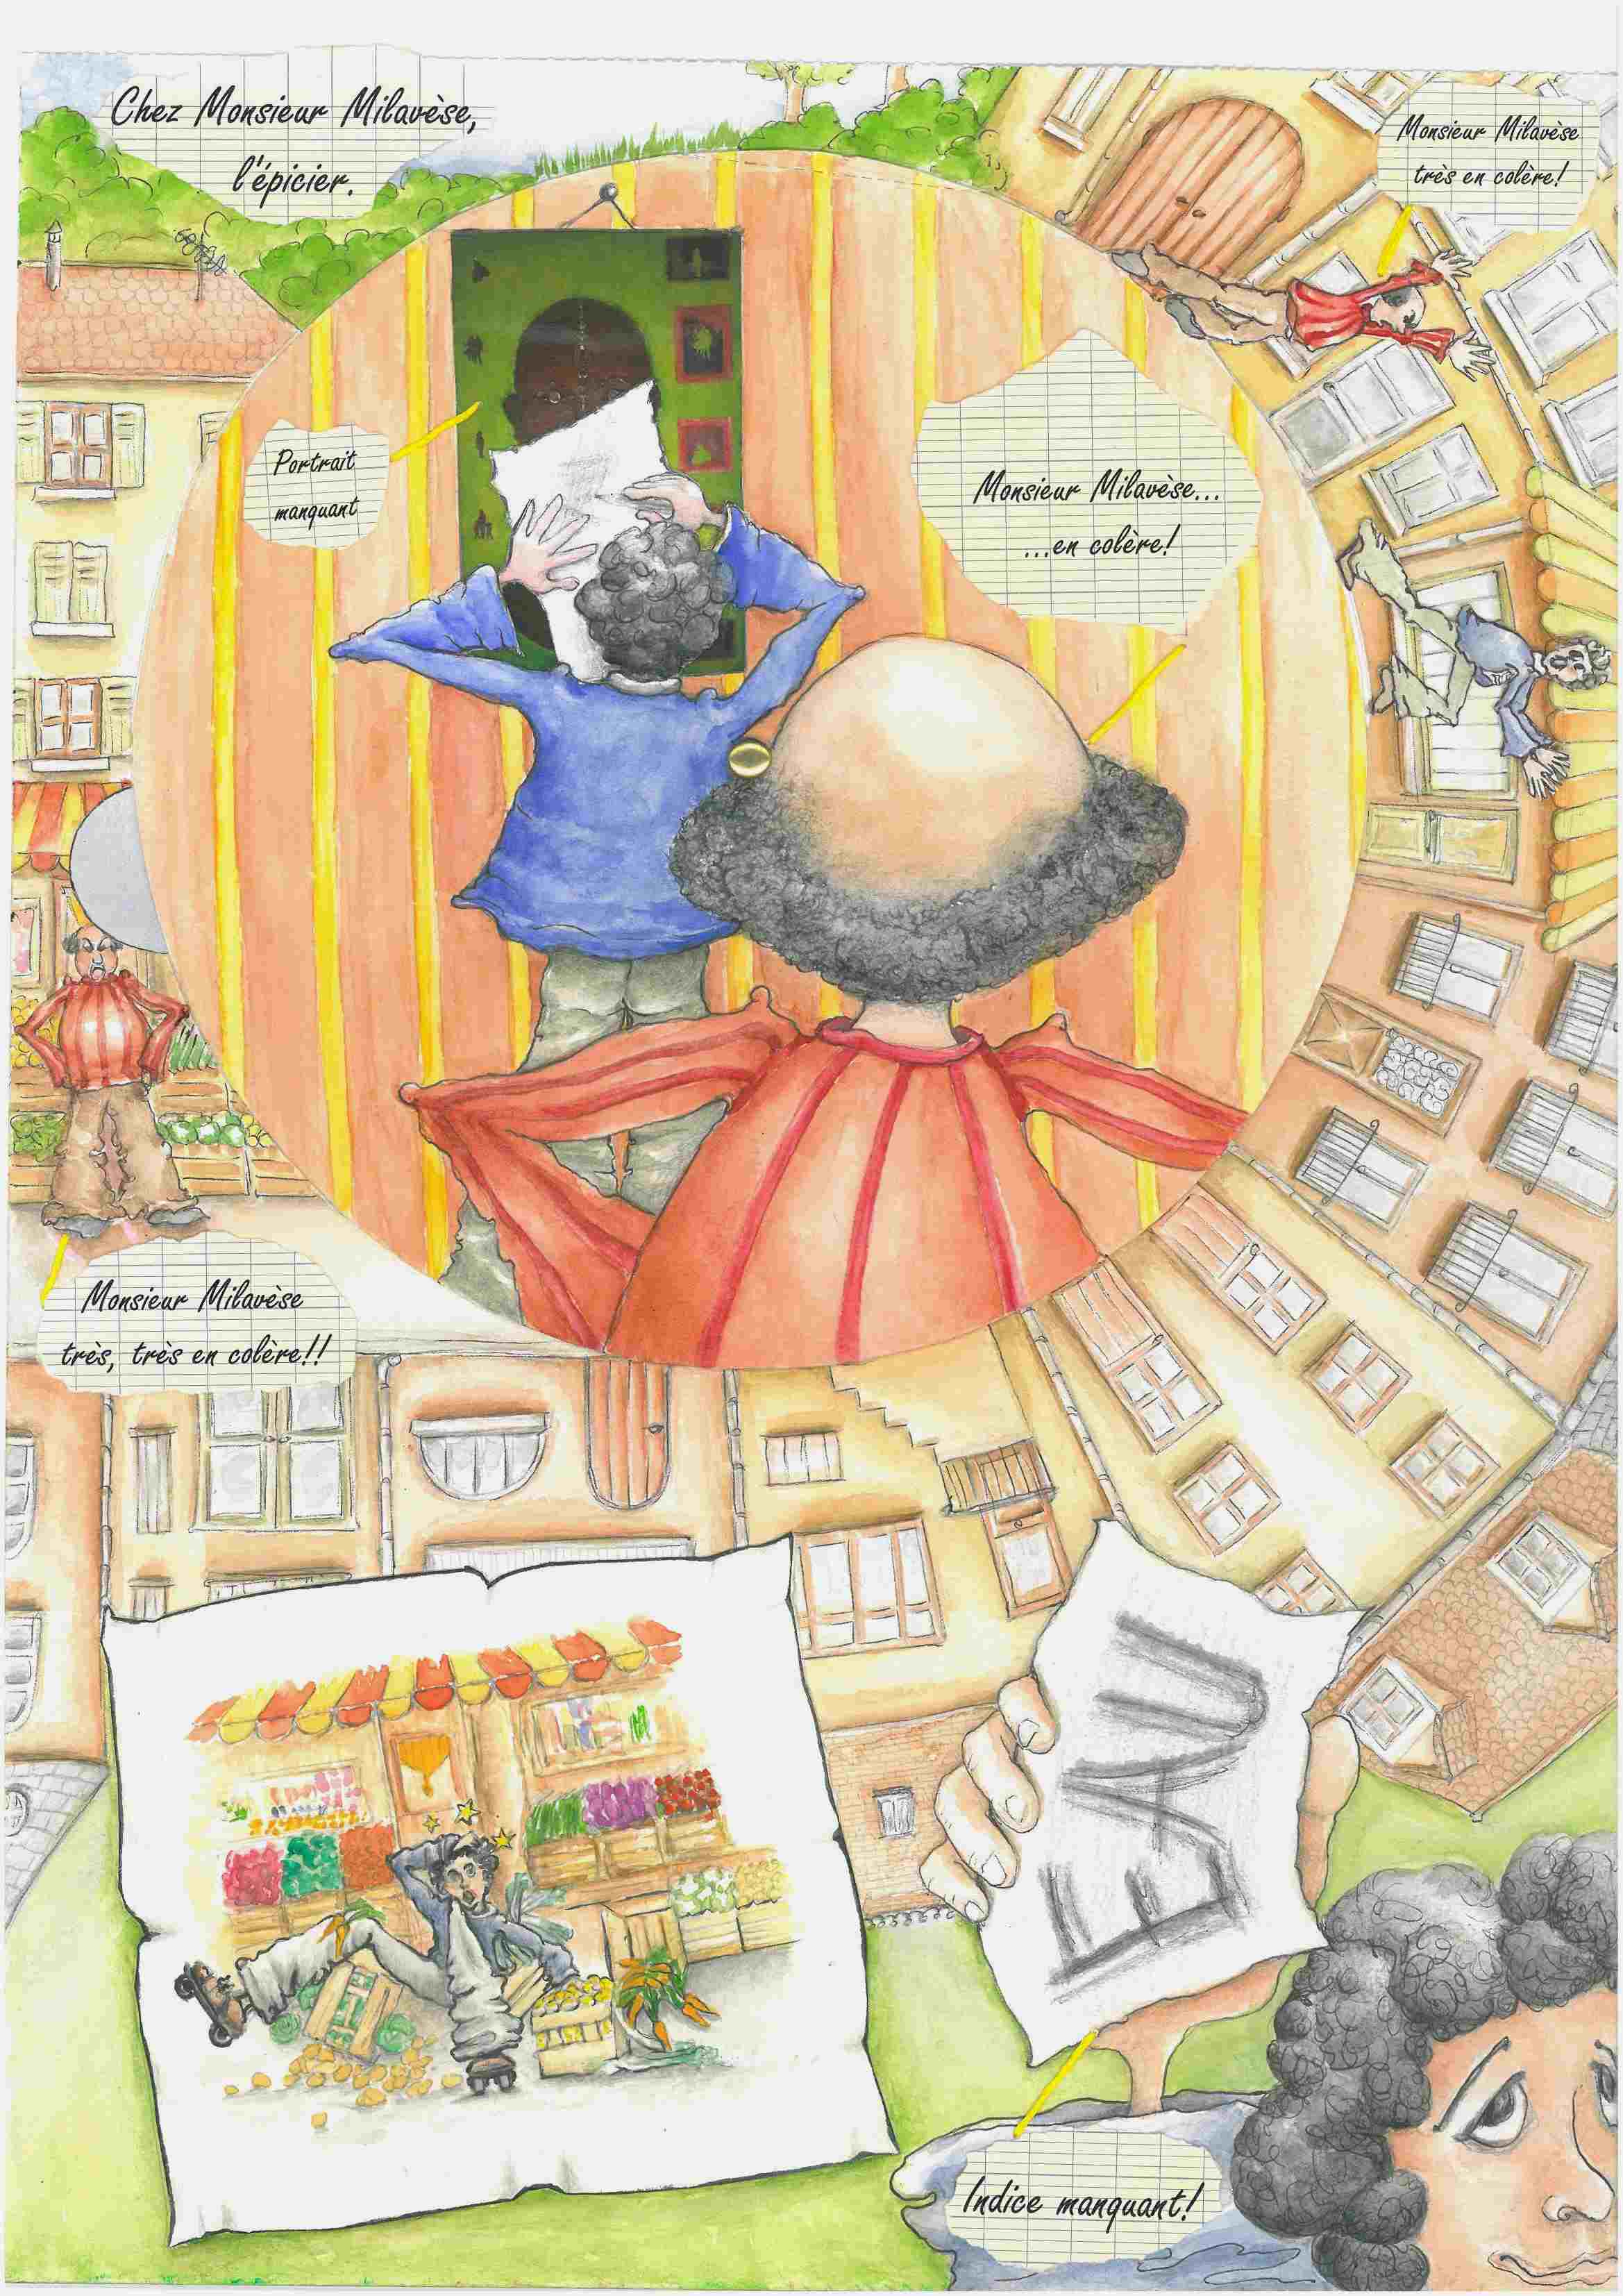 Chez Monsieur Milavèse,
l'épicier.
Monsieur Milavèse
très en colère!
Portrait
manquant
Monsieur Milavèse...
...en colère!
Monsieur Milavèse
très, très en colère!!
EAU
Indice manquant!